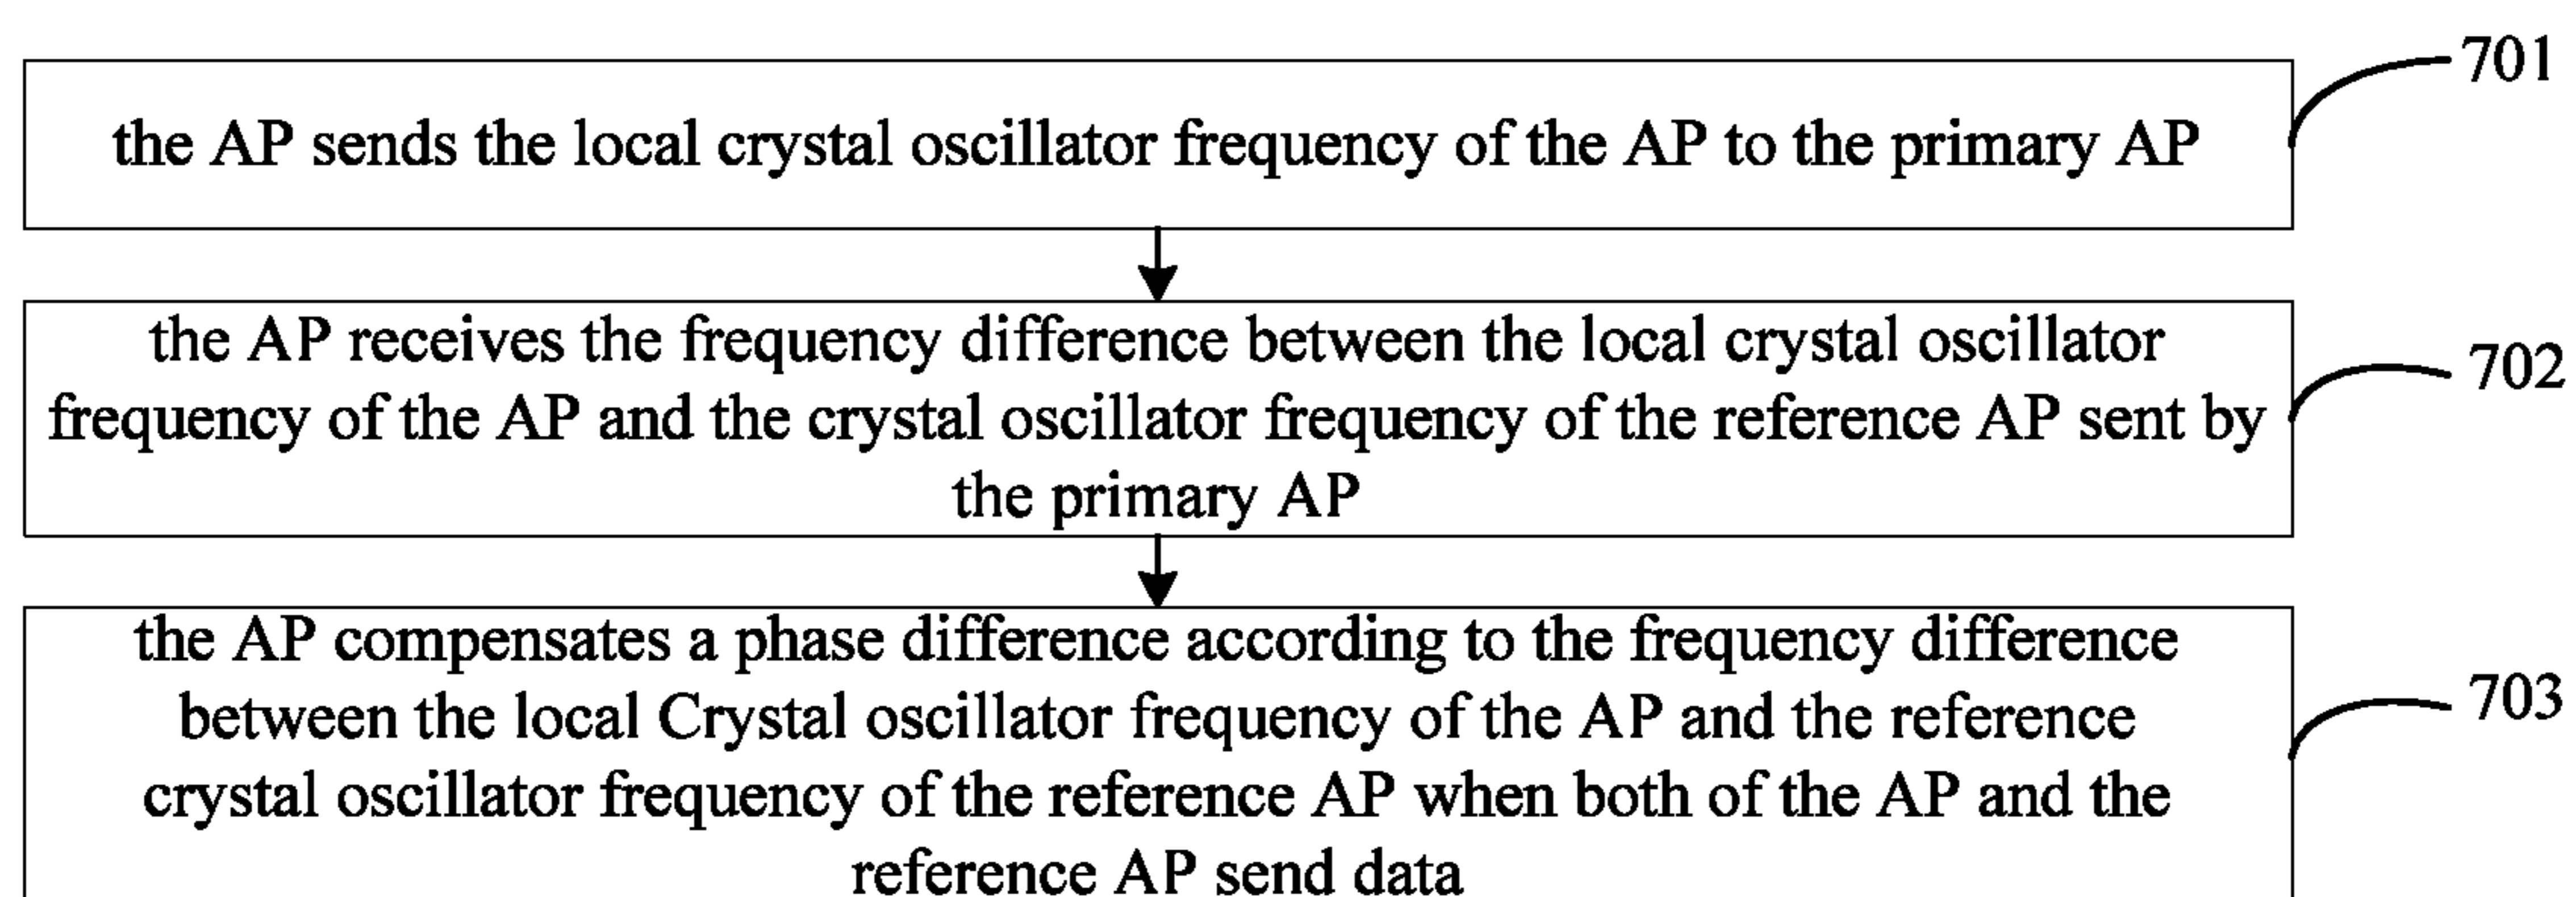 701
the AP sends the local crystal oscillator frequency of the AP to the primary AP
the AP receives the frequency difference between the local crystal oscillator
702
frequency of the AP and the crystal oscillator frequency of the reference AP sent by
the primary AP
the AP compensates a phase difference according to the frequency difference
703
between the local Crystal oscillator frequency of the AP and the reference
crystal oscillator frequency of the reference AP when both of the AP and the
reference AP send data